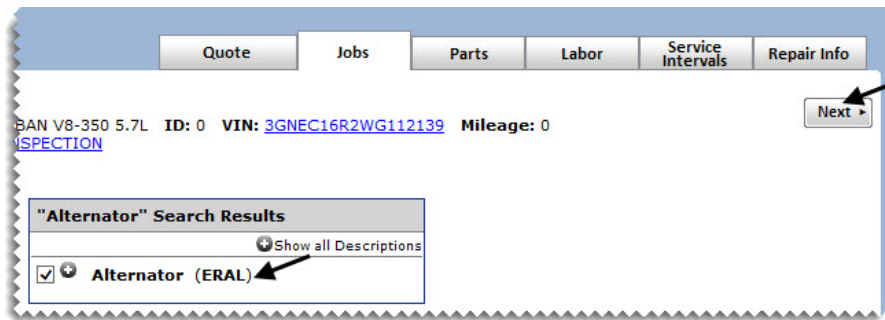 Quote Jobs Parts Labor Service Intervals Repair Info
Next
BAN V8-350 5.7L ID: 0 VIN: 3GNEC16R2WG112139 Mileage: 0
SPECTION
"Alternator" Search Results
Show all Descriptions
Alternator (ERAL)